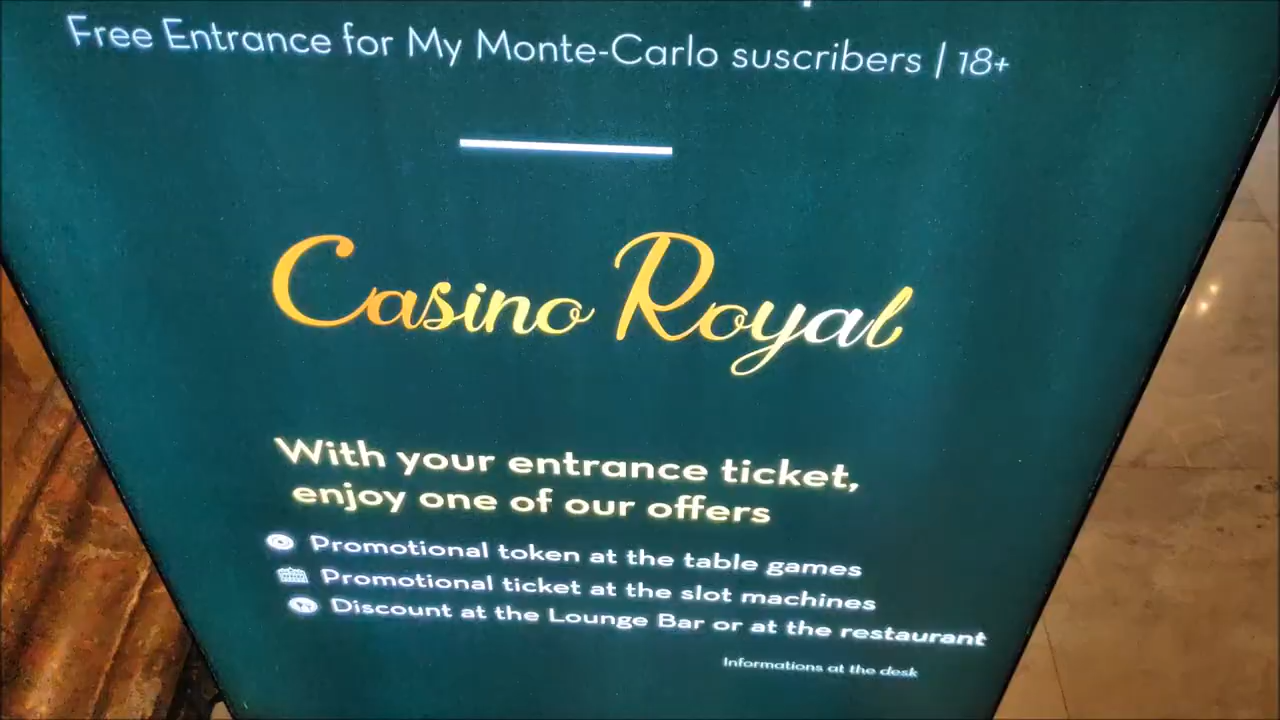 Free Entrance for My Monte-Carlo suscribers | 18+
Casino Royal
With your entrance ticket,
enjoy one of our offers
Promotional token at the table games
Promotional ticket at the slot machines
Discount at the Lounge Bar or at the restaurant
Informations at the desk